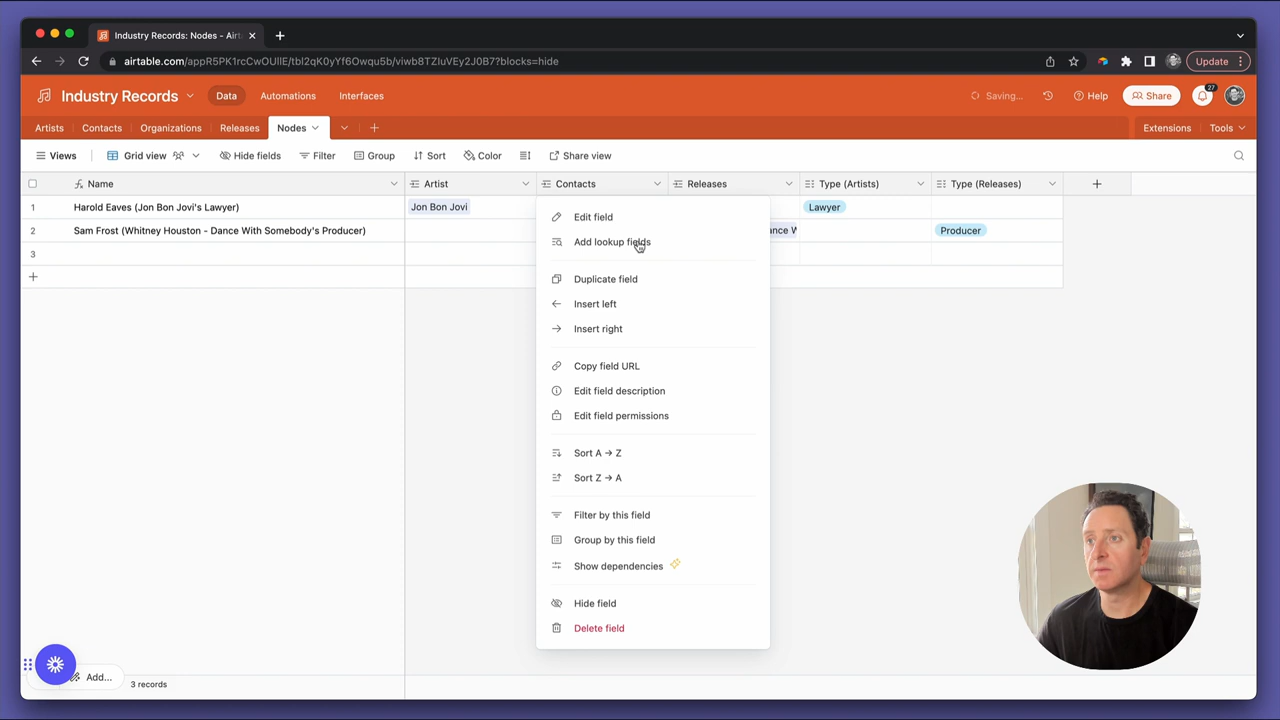 Industry Records: Nodes - Airt
airtable.com/appR5PK1rcCwOUIIE/tbl2qK0yYf6Owqu5b/viwb8TZIuVEy2J0B7?blocks=hide
Update
Industry Records
Data
Automations
Interfaces
Saving...
Help
Share
27
Artists
Contacts
Organizations
Releases
Nodes
Extensions
Tools
Views
Grid view
Hide fields
Filter
Group
Sort
Color
Share view
Name
Artist
Contacts
Releases
Type (Artists)
Type (Releases)
1
Harold Eaves (Jon Bon Jovi's Lawyer)
Jon Bon Jovi
Lawyer
2
Sam Frost (Whitney Houston - Dance With Somebody's Producer)
ance W
Producer
3
Edit field
Add lookup fields
Duplicate field
Insert left
Insert right
Copy field URL
Edit field description
Edit field permissions
Sort A → Z
Sort Z → A
Filter by this field
Group by this field
Show dependencies
Hide field
Delete field
Add...
3 records